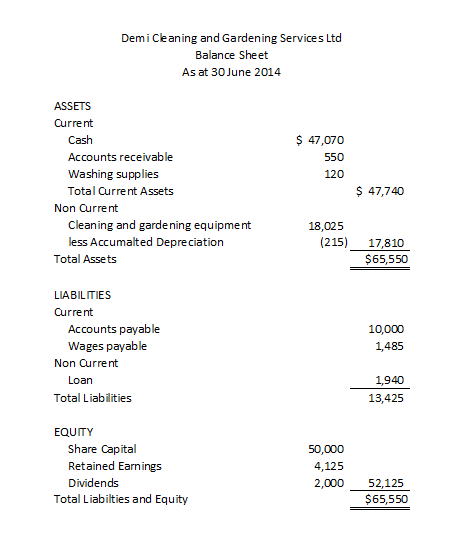 Demi Cleaning and Gardening Services Ltd
Balance Sheet
As at 30 June 2014
ASSETS
Current
Cash $ 47,070
Accounts receivable 550
Washing supplies 120
Total Current Assets $ 47,740
Non Current
Cleaning and gardening equipment 18,025
less Accumalted Depreciation (215) 17,810
Total Assets $65,550
LIABILITIES
Current
Accounts payable 10,000
Wages payable 1,485
Non Current
Loan 1,940
Total Liabilities 13,425
EQUITY
Share Capital 50,000
Retained Earnings 4,125
Dividends 2,000 52,125
Total Liabilties and Equity $65,550